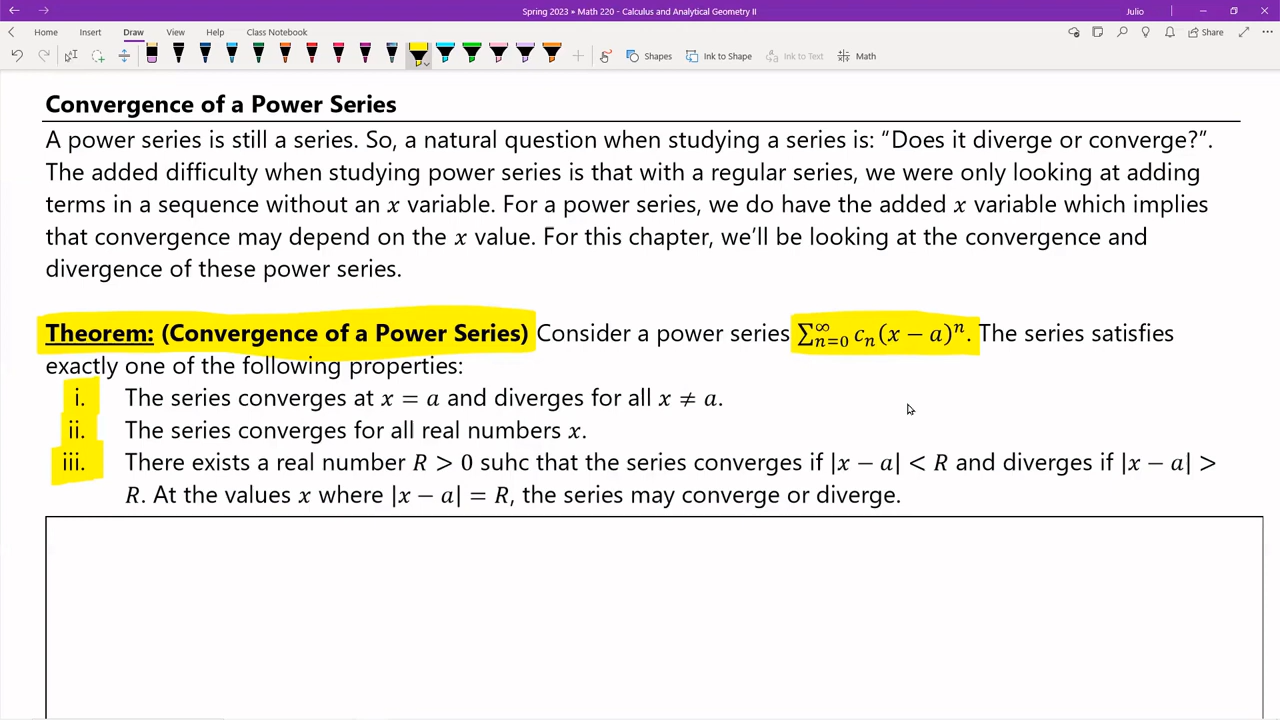 Spring 2023 » Math 220 - Calculus and Analytical Geometry II
Julio
Home Insert Draw View Help Class Notebook
Share
Shapes Ink to Shape Ink to Text Math
Convergence of a Power Series
A power series is still a series. So, a natural question when studying a series is: “Does it diverge or converge?”.
The added difficulty when studying power series is that with a regular series, we were only looking at adding
terms in a sequence without an x variable. For a power series, we do have the added x variable which implies
that convergence may depend on the x value. For this chapter, we’ll be looking at the convergence and
divergence of these power series.
Theorem: (Convergence of a Power Series) Consider a power series ∑_{n=0}^{∞} c_n(x − a)^n. The series satisfies
exactly one of the following properties:
i. The series converges at x = a and diverges for all x ≠ a.
ii. The series converges for all real numbers x.
iii. There exists a real number R > 0 suhc that the series converges if |x − a| < R and diverges if |x − a| >
R. At the values x where |x − a| = R, the series may converge or diverge.